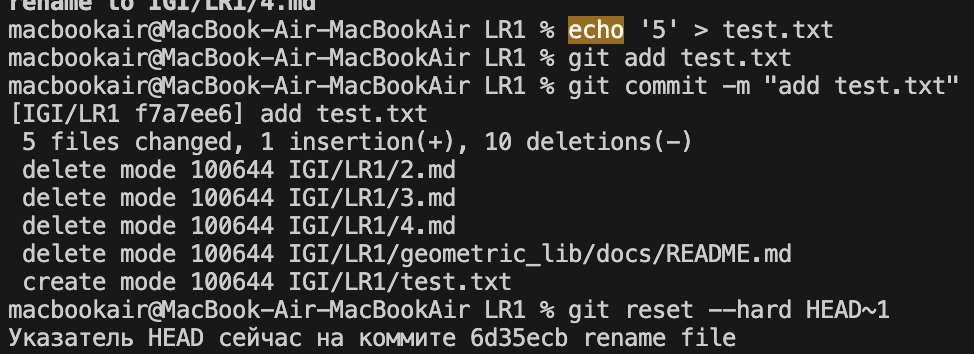 rename to IGI/LR1/4.md
macbookair@MacBook-Air-MacBookAir LR1 % echo '5' > test.txt
macbookair@MacBook-Air-MacBookAir LR1 % git add test.txt
macbookair@MacBook-Air-MacBookAir LR1 % git commit -m "add test.txt"
[IGI/LR1 f7a7ee6] add test.txt
 5 files changed, 1 insertion(+), 10 deletions(-)
 delete mode 100644 IGI/LR1/2.md
 delete mode 100644 IGI/LR1/3.md
 delete mode 100644 IGI/LR1/4.md
 delete mode 100644 IGI/LR1/geometric_lib/docs/README.md
 create mode 100644 IGI/LR1/test.txt
macbookair@MacBook-Air-MacBookAir LR1 % git reset --hard HEAD~1
Указатель HEAD сейчас на коммите 6d35ecb rename file